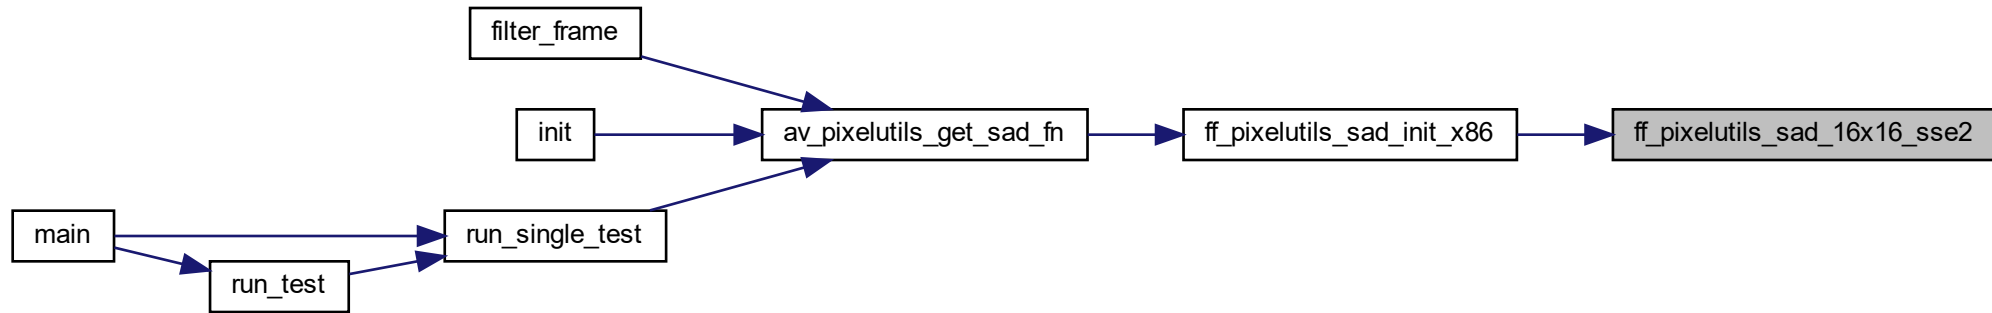 filter_frame
init
av_pixelutils_get_sad_fn
ff_pixelutils_sad_init_x86
ff_pixelutils_sad_16x16_sse2
main
run_single_test
run_test